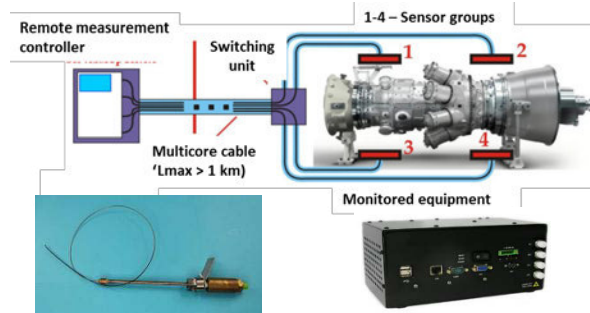 Remote measurement
controller
1-4 – Sensor groups
Switching
unit
1
2
Multicore cable
‘Lmax > 1 km)
3
4
Monitored equipment